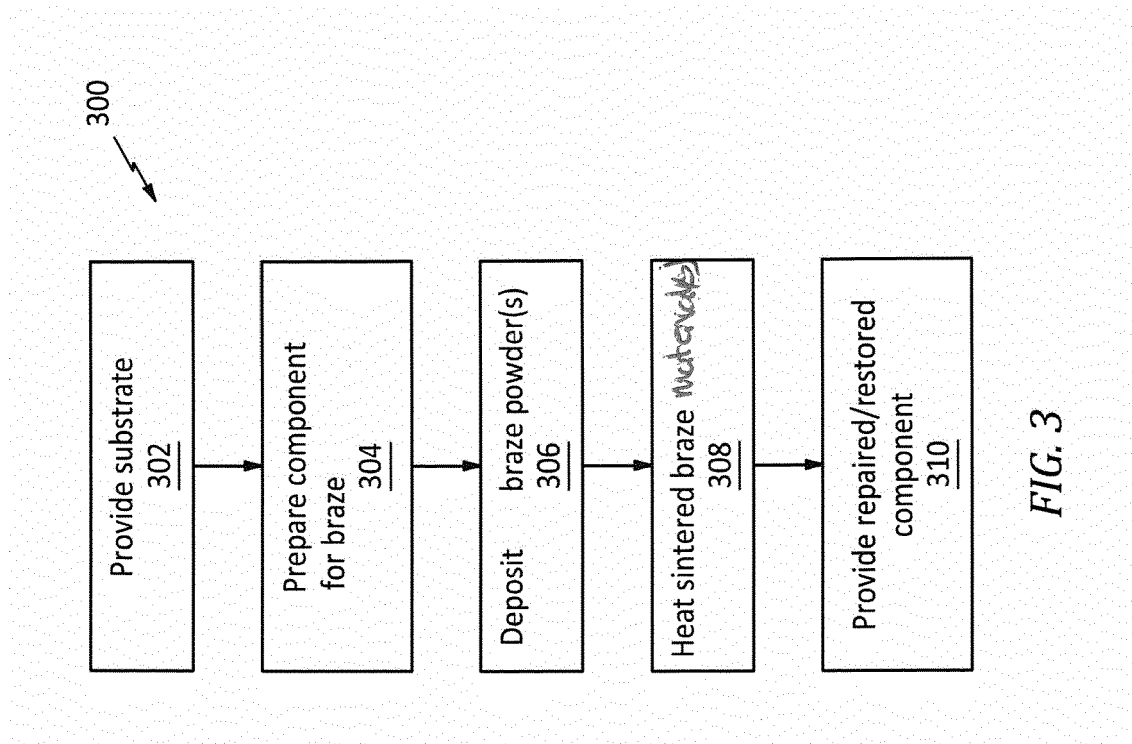 300
Provide substrate
302
Prepare component
for braze
304
Deposit braze powder(s)
306
Heat sintered braze material(s)
308
Provide repaired/restored
component
310
FIG. 3